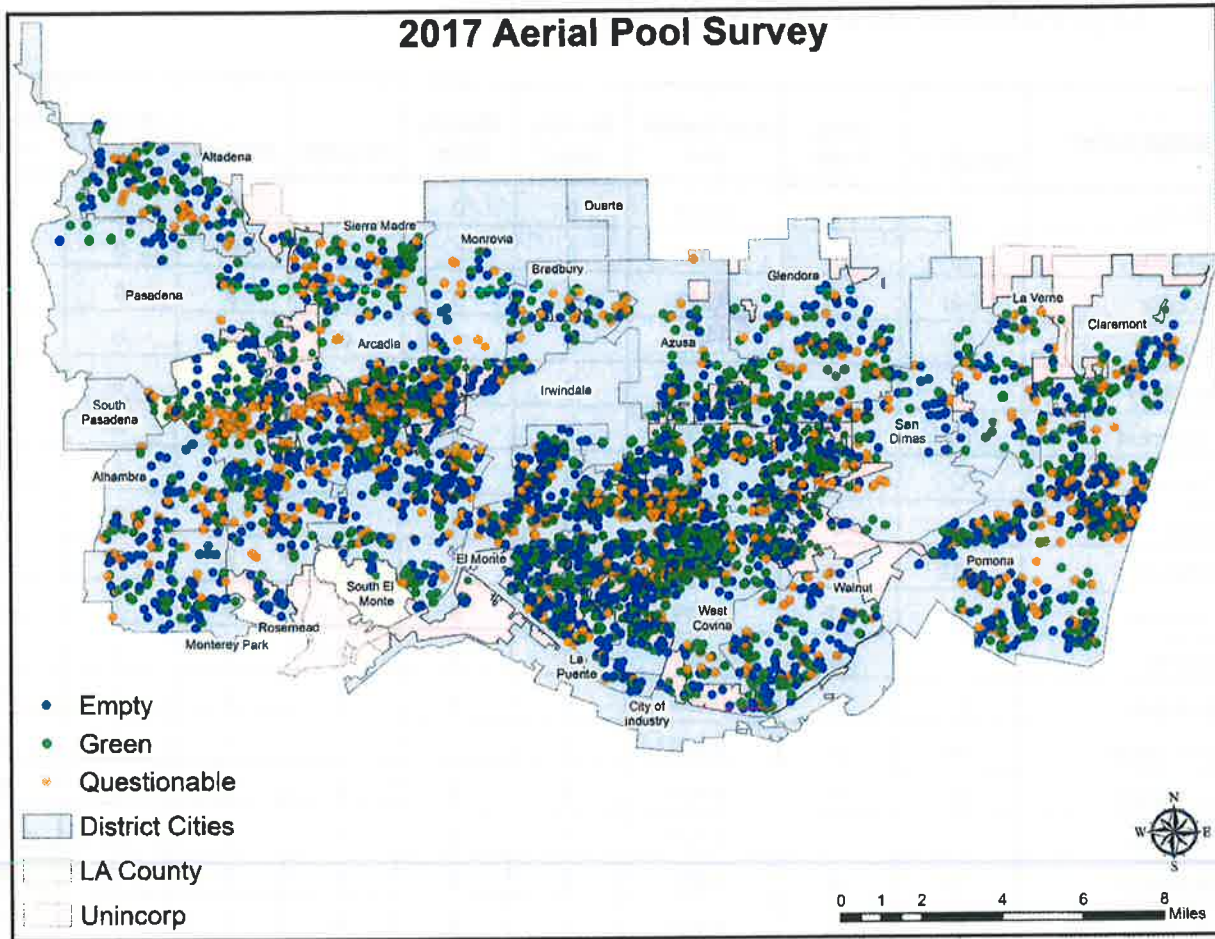 2017 Aerial Pool Survey
Altadena
Duarte
Sierra Madre
Monrovia
Bradbury
Glendora
Pasadena
La Verne
Claremont
Arcadia
Azusa
Irwindale
South
Pasadena
San
Dimas
Alhambra
El Monte
Pomona
South El
Monte
Walnut
West
Covina
Rosemead
Monterey Park
La
Puente
City of
Industry
Empty
Green
Questionable
District Cities
LA County
Unincorp
N
W
E
S
0 1 2 4 6 8
Miles